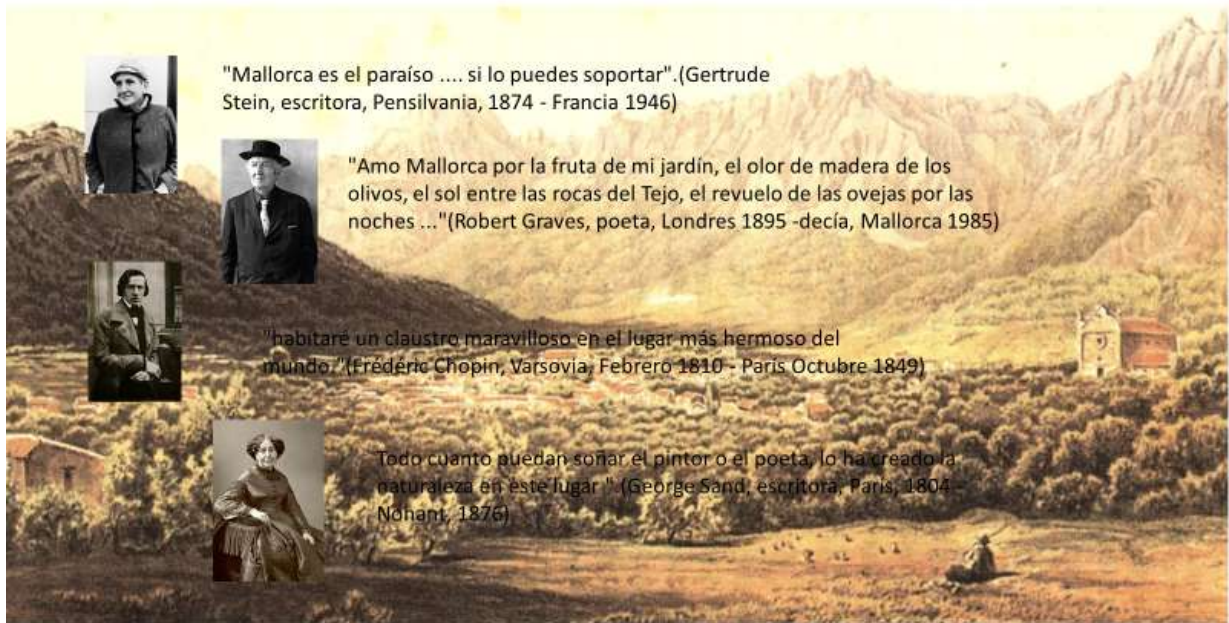 "Mallorca es el paraíso .... si lo puedes soportar".(Gertrude
Stein, escritora, Pensilvania, 1874 - Francia 1946)
"Amo Mallorca por la fruta de mi jardín, el olor de madera de los
olivos, el sol entre las rocas del Tejo, el revuelo de las ovejas por las
noches ..."(Robert Graves, poeta, Londres 1895 -decía, Mallorca 1985)
"habitaré un claustro maravilloso en el lugar más hermoso del
mundo."(Frédéric Chopin, Varsovia, Febrero 1810 - París Octubre 1849)
Todo cuanto puedan soñar el pintor o el poeta, lo ha creado la
naturaleza en este lugar ".(George Sand, escritora, París, 1804 -
Nohant, 1876)